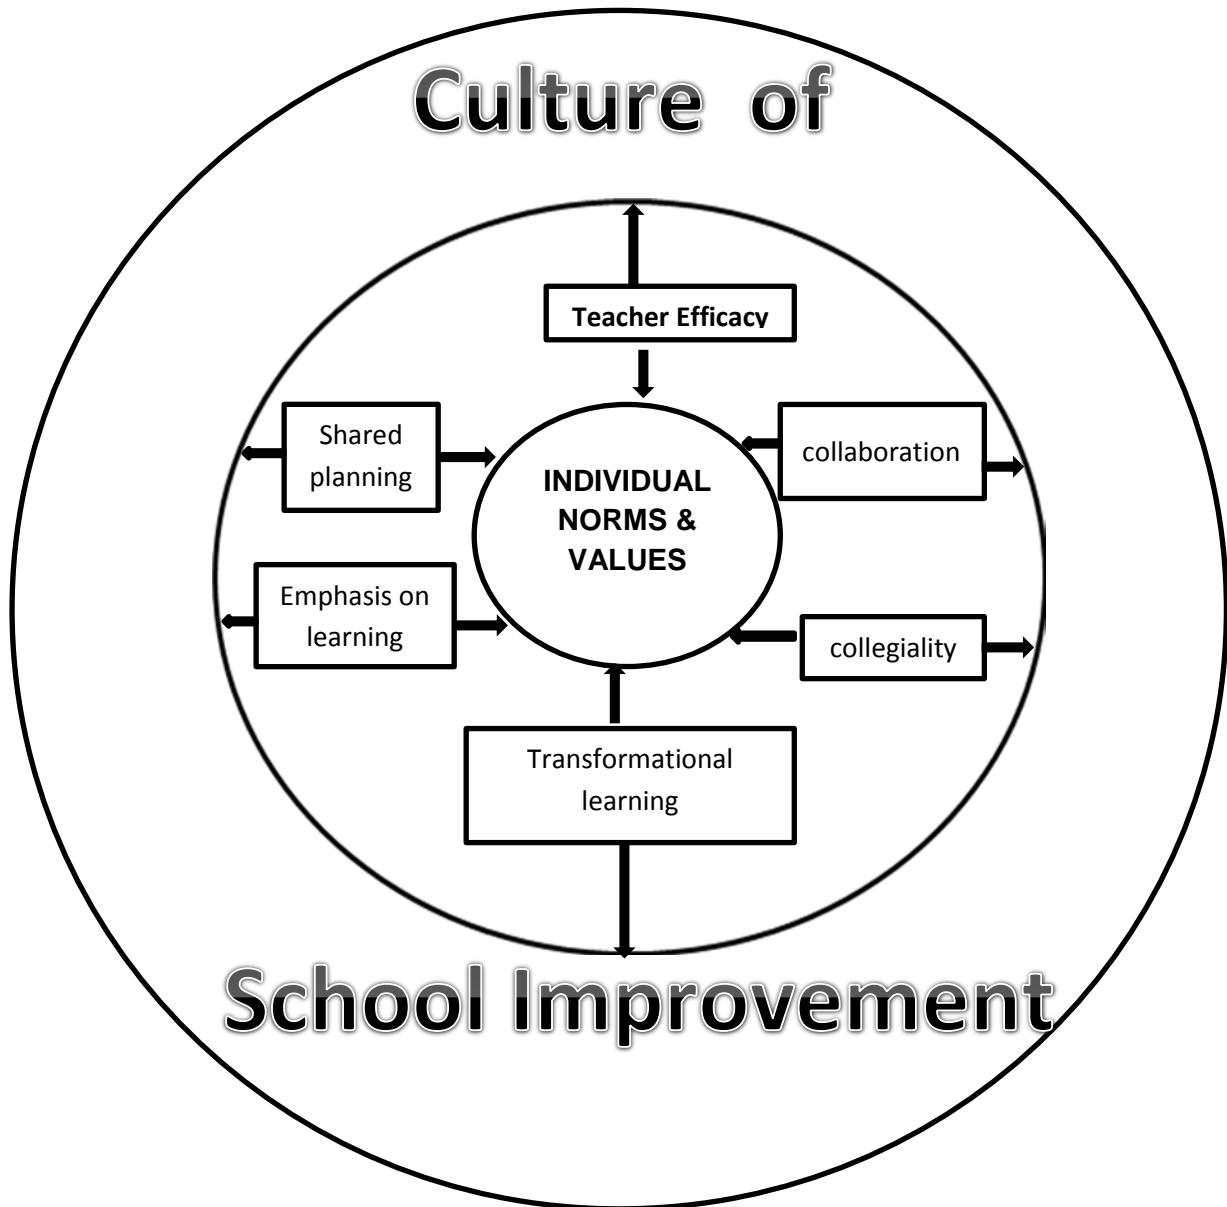 Culture of
Teacher Efficacy
Shared
planning
collaboration
INDIVIDUAL
NORMS &
VALUES
Emphasis on
learning
collegiality
Transformational
learning
School Improvement